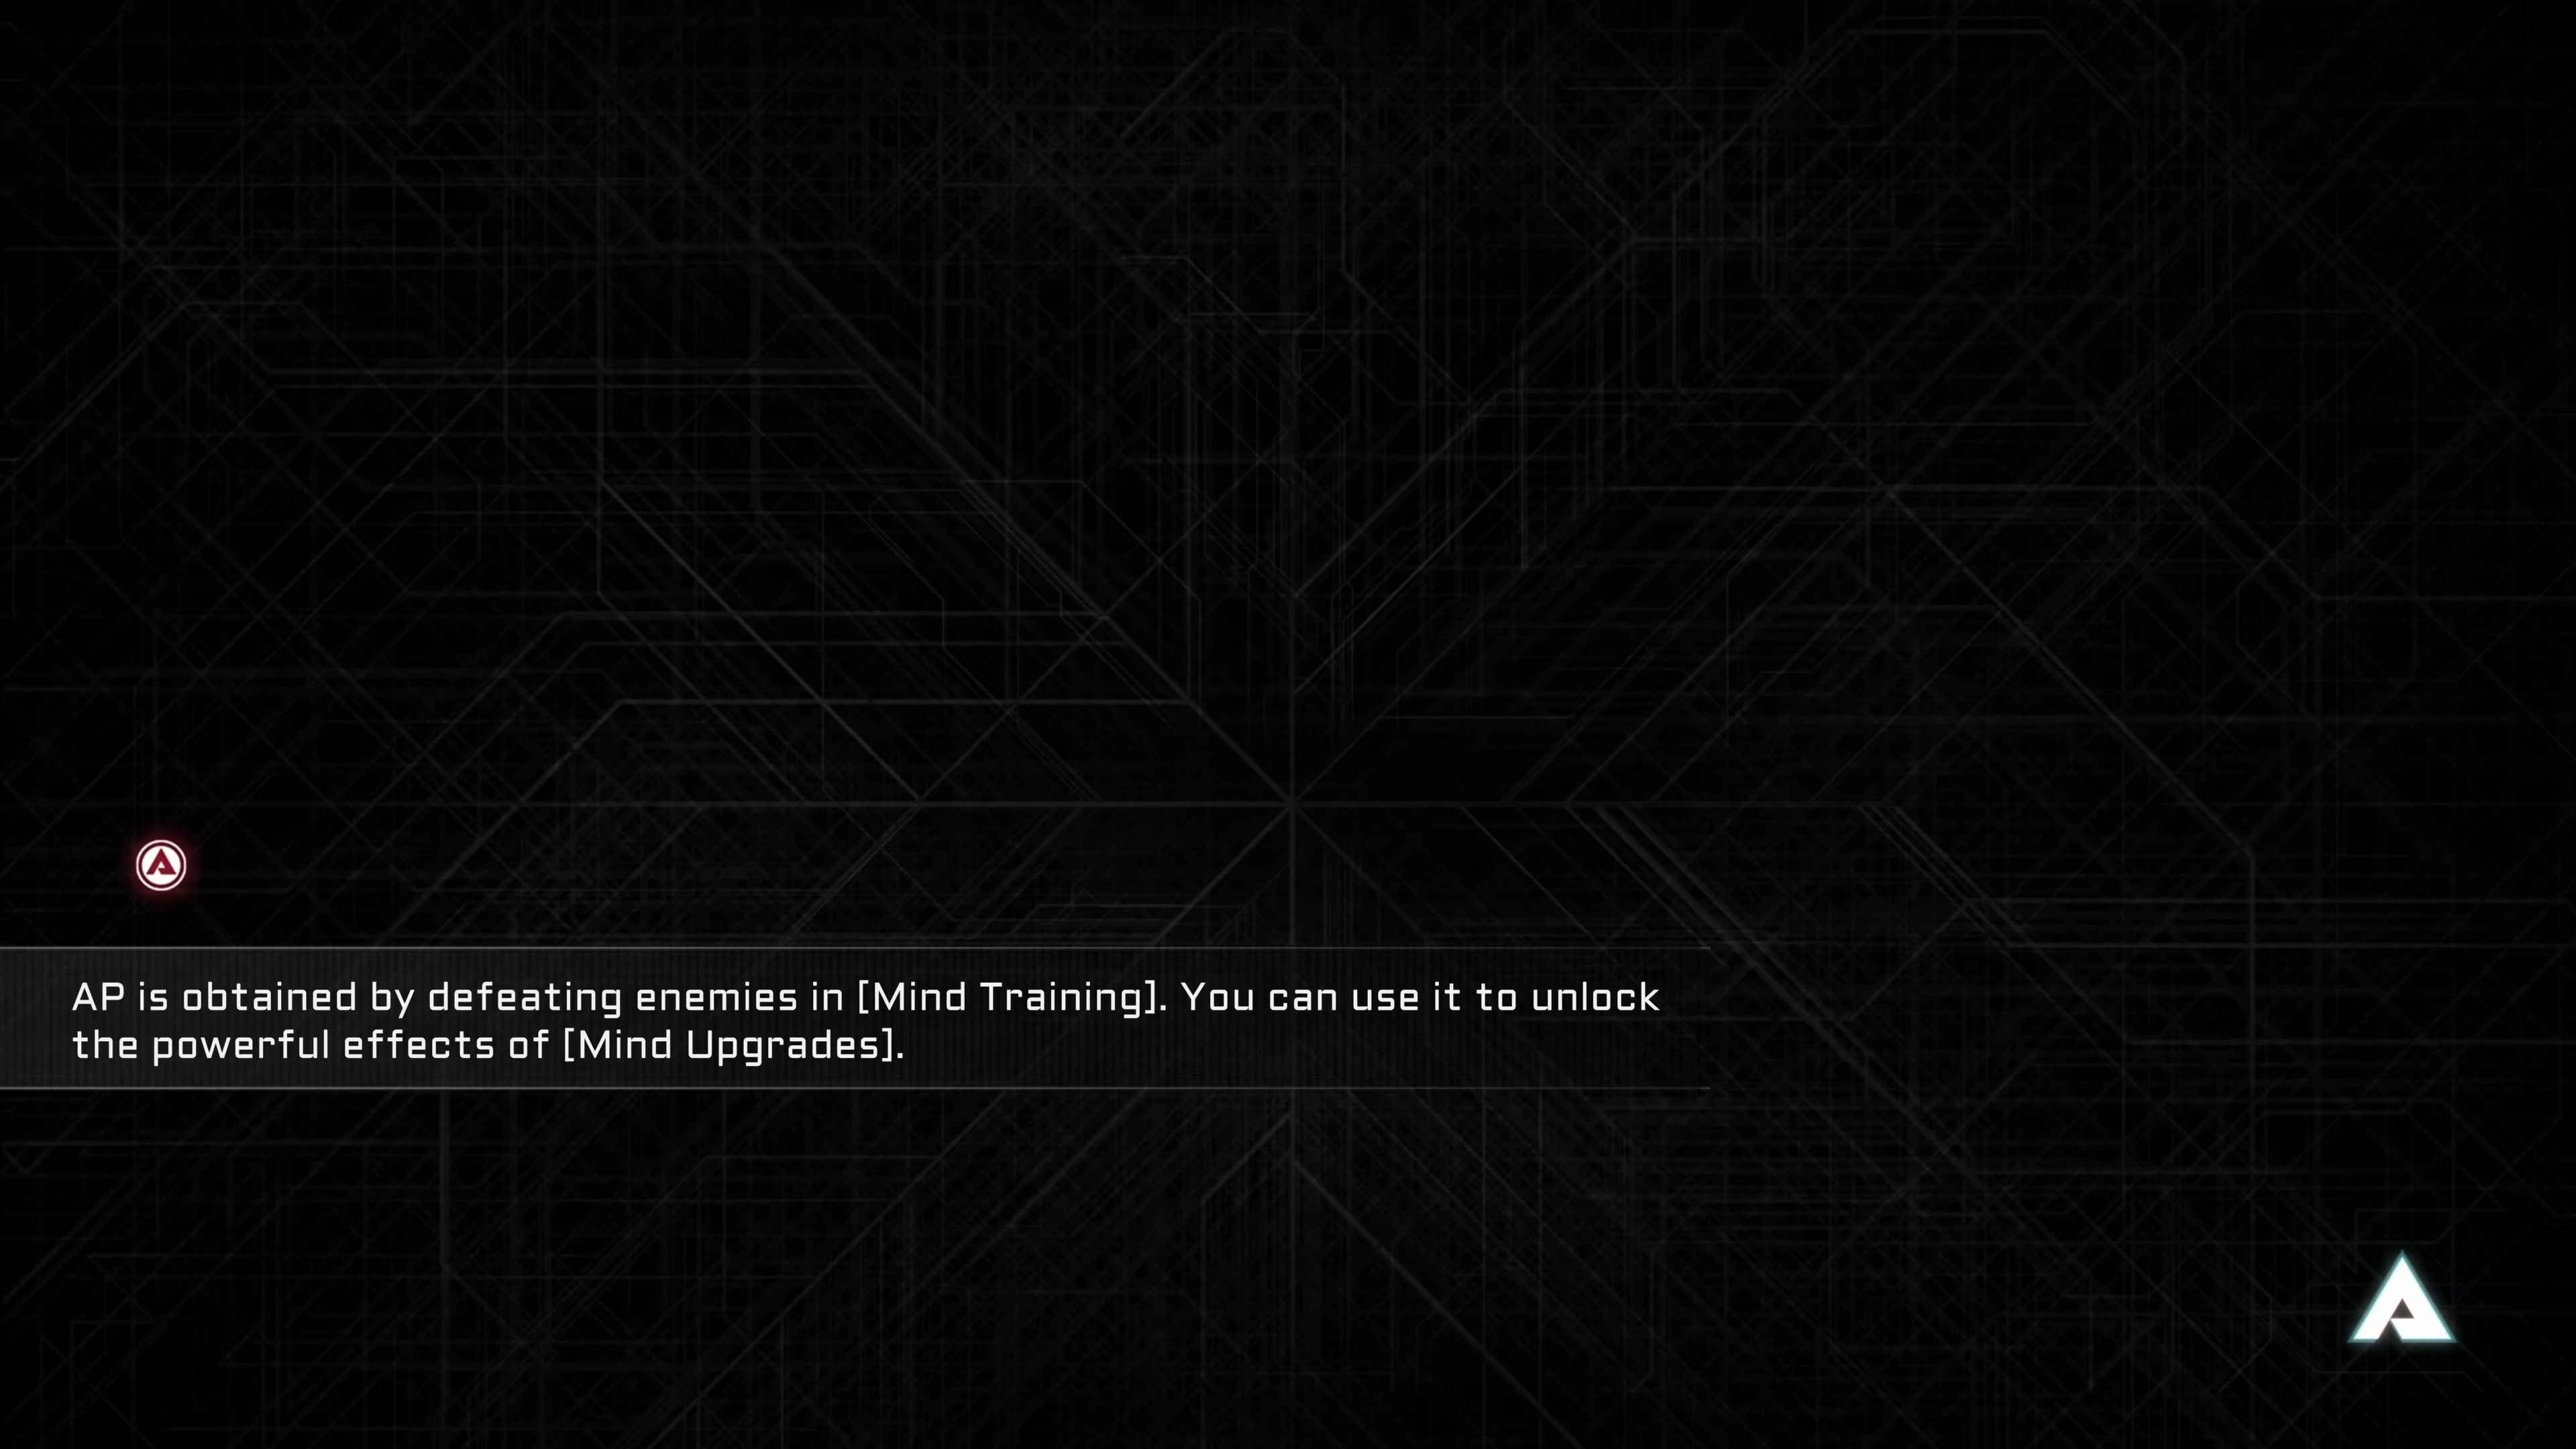 AP is obtained by defeating enemies in [Mind Training]. You can use it to unlock
the powerful effects of [Mind Upgrades].